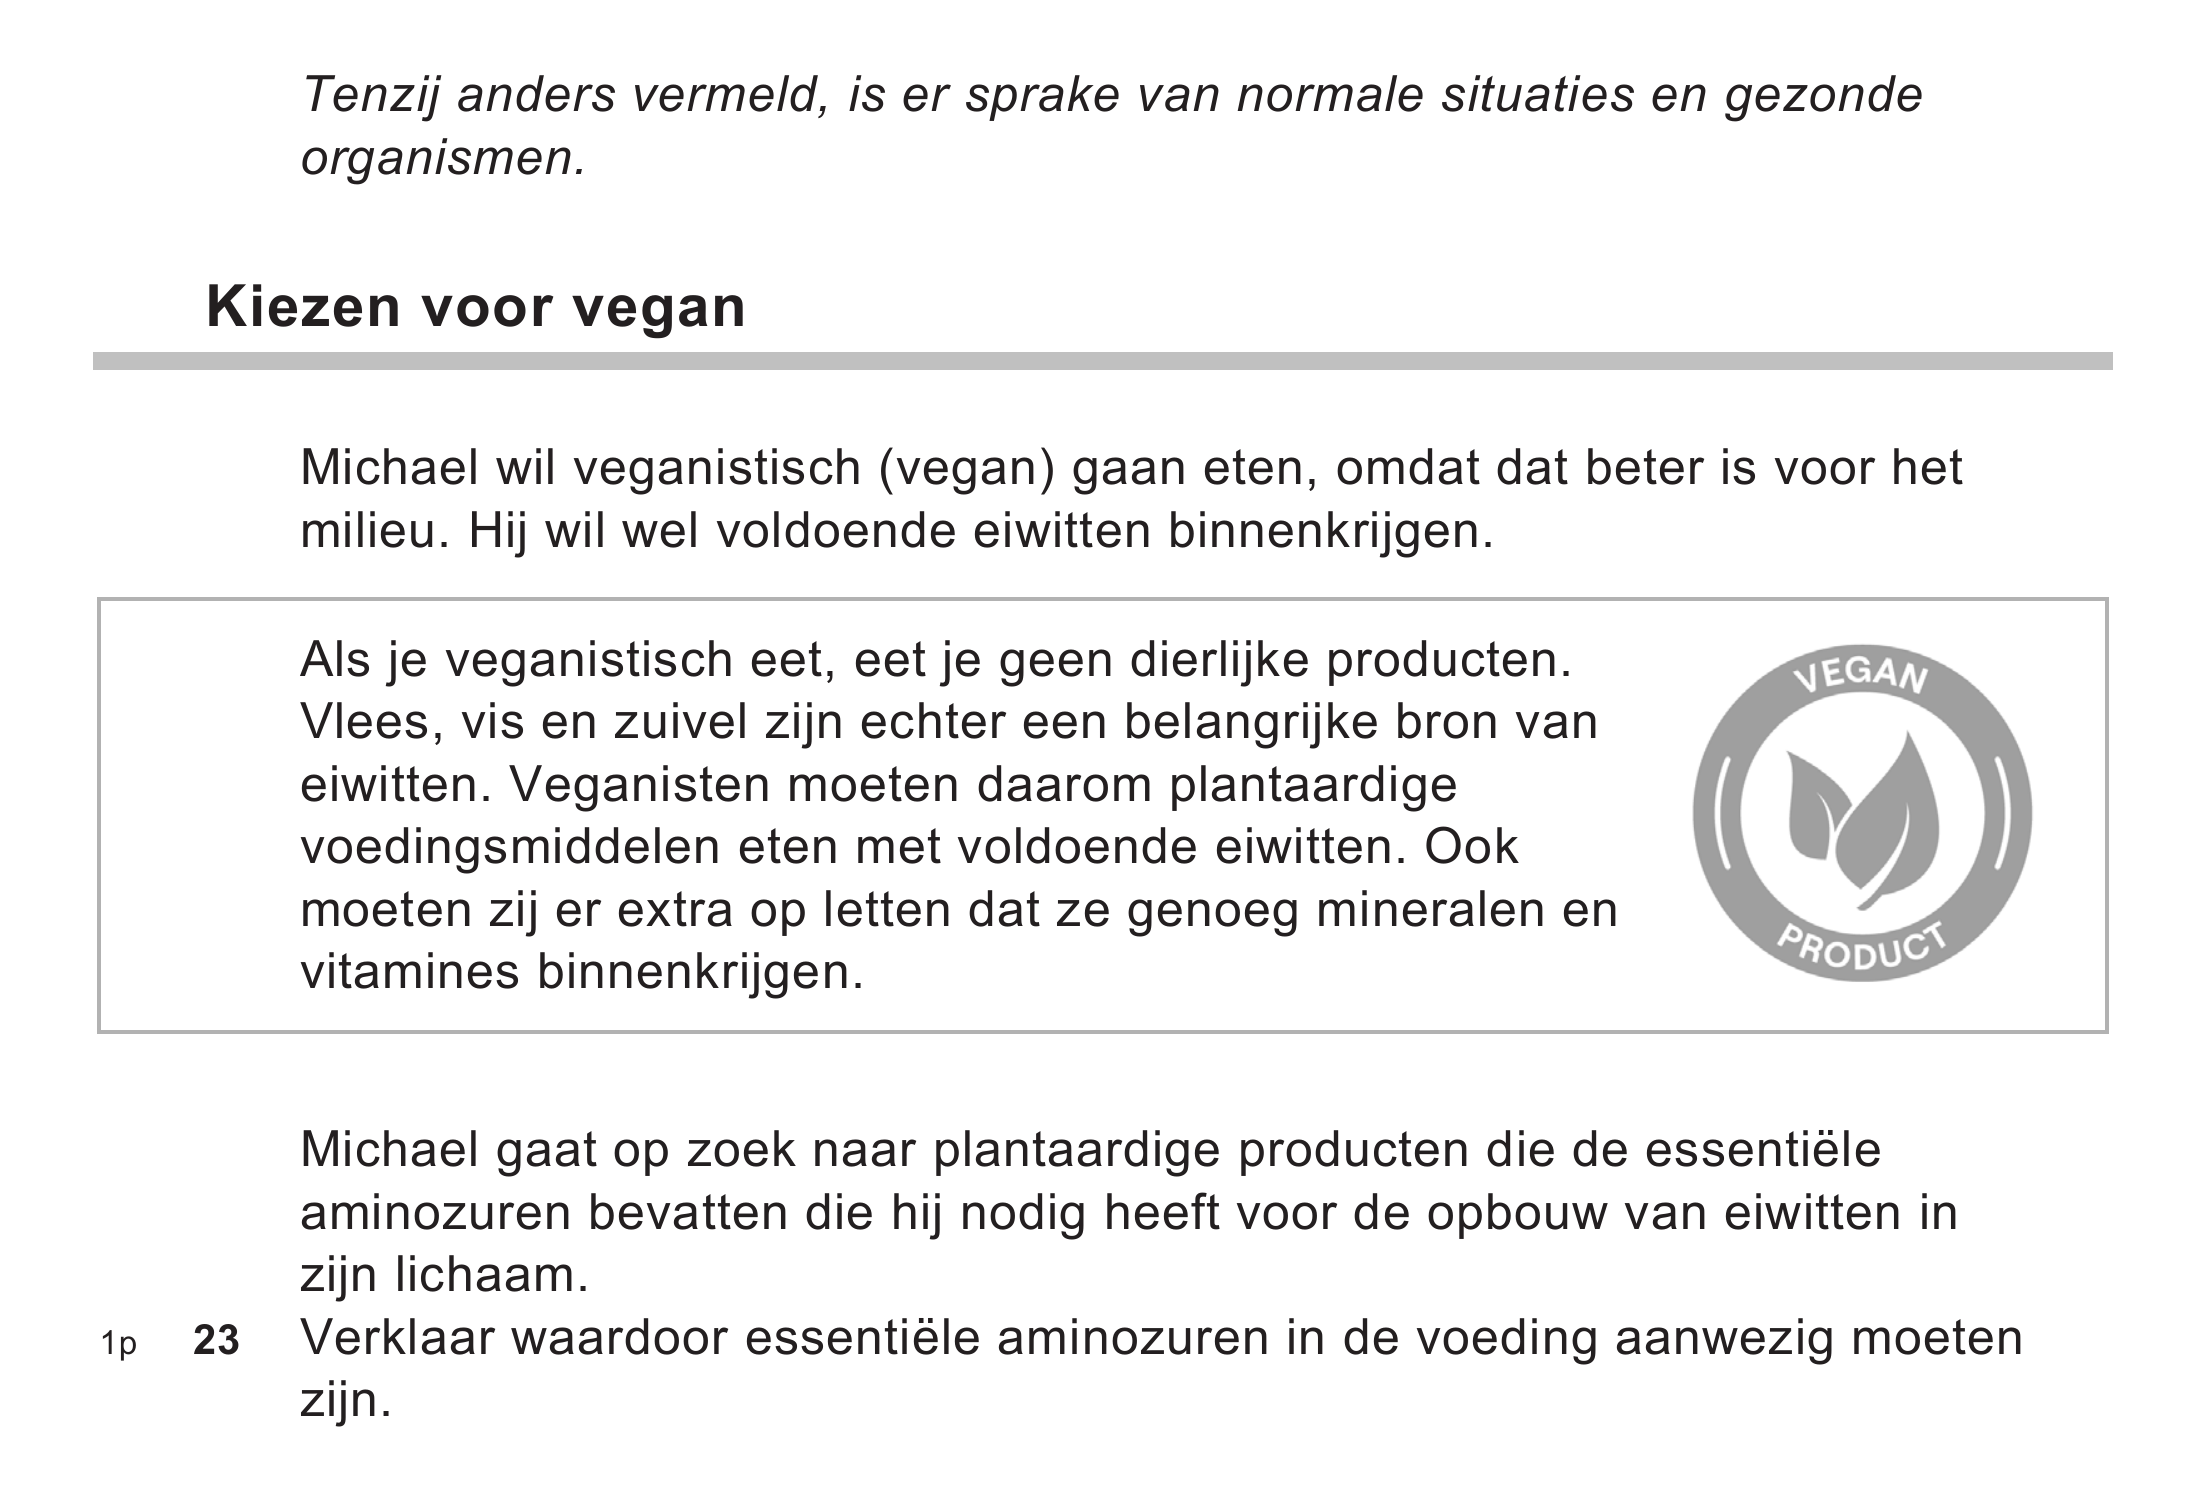 Tenzij anders vermeld, is er sprake van normale situaties en gezonde
organismen.
Kiezen voor vegan
Michael wil veganistisch (vegan) gaan eten, omdat dat beter is voor het
milieu. Hij wil wel voldoende eiwitten binnenkrijgen.
Als je veganistisch eet, eet je geen dierlijke producten.
Vlees, vis en zuivel zijn echter een belangrijke bron van
eiwitten. Veganisten moeten daarom plantaardige
voedingsmiddelen eten met voldoende eiwitten. Ook
moeten zij er extra op letten dat ze genoeg mineralen en
vitamines binnenkrijgen.
VEGAN
PRODUCT
Michael gaat op zoek naar plantaardige producten die de essentiële
aminozuren bevatten die hij nodig heeft voor de opbouw van eiwitten in
zijn lichaam.
1p 23 Verklaar waardoor essentiële aminozuren in de voeding aanwezig moeten
zijn.